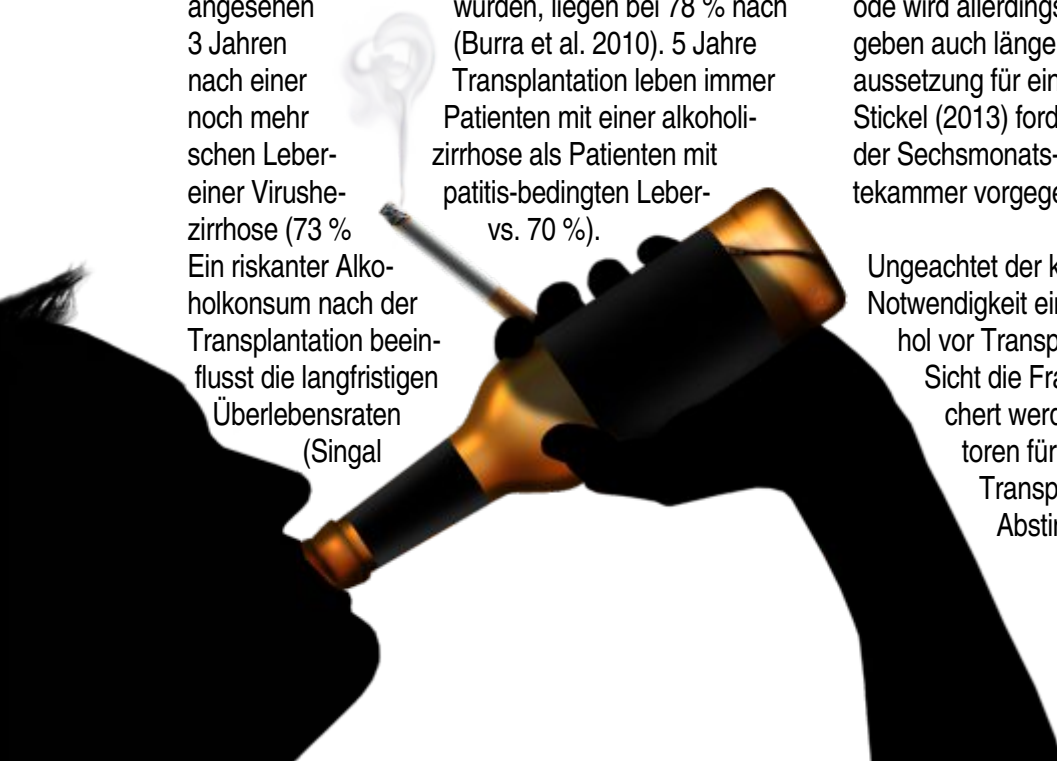 angesehen wurden, liegen bei 78 % nach
3 Jahren (Burra et al. 2010). 5 Jahre
nach einer Transplantation leben immer
noch mehr Patienten mit einer alkoholi-
schen Leber- zirrhose als Patienten mit
einer Virushe- patitis-bedingten Leber-
zirrhose (73 % vs. 70 %).
Ein riskanter Alko-
holkonsum nach der
Transplantation beein-
flusst die langfristigen
Überlebensraten
(Singal
ode wird allerdings
geben auch länge
aussetzung für ein
Stickel (2013) ford
der Sechsmonats-
tekammer vorgege
Ungeachtet der k
Notwendigkeit ein
hol vor Transp
Sicht die Fra
chert werd
toren für
Transp
Abstin